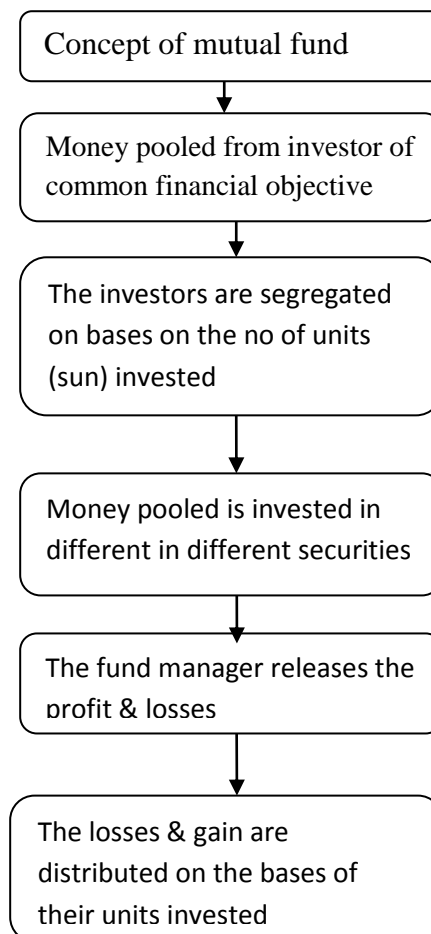 Concept of mutual fund
Money pooled from investor of
common financial objective
The investors are segregated
on bases on the no of units
(sun) invested
Money pooled is invested in
different in different securities
The fund manager releases the
profit & losses
The losses & gain are
distributed on the bases of
their units invested